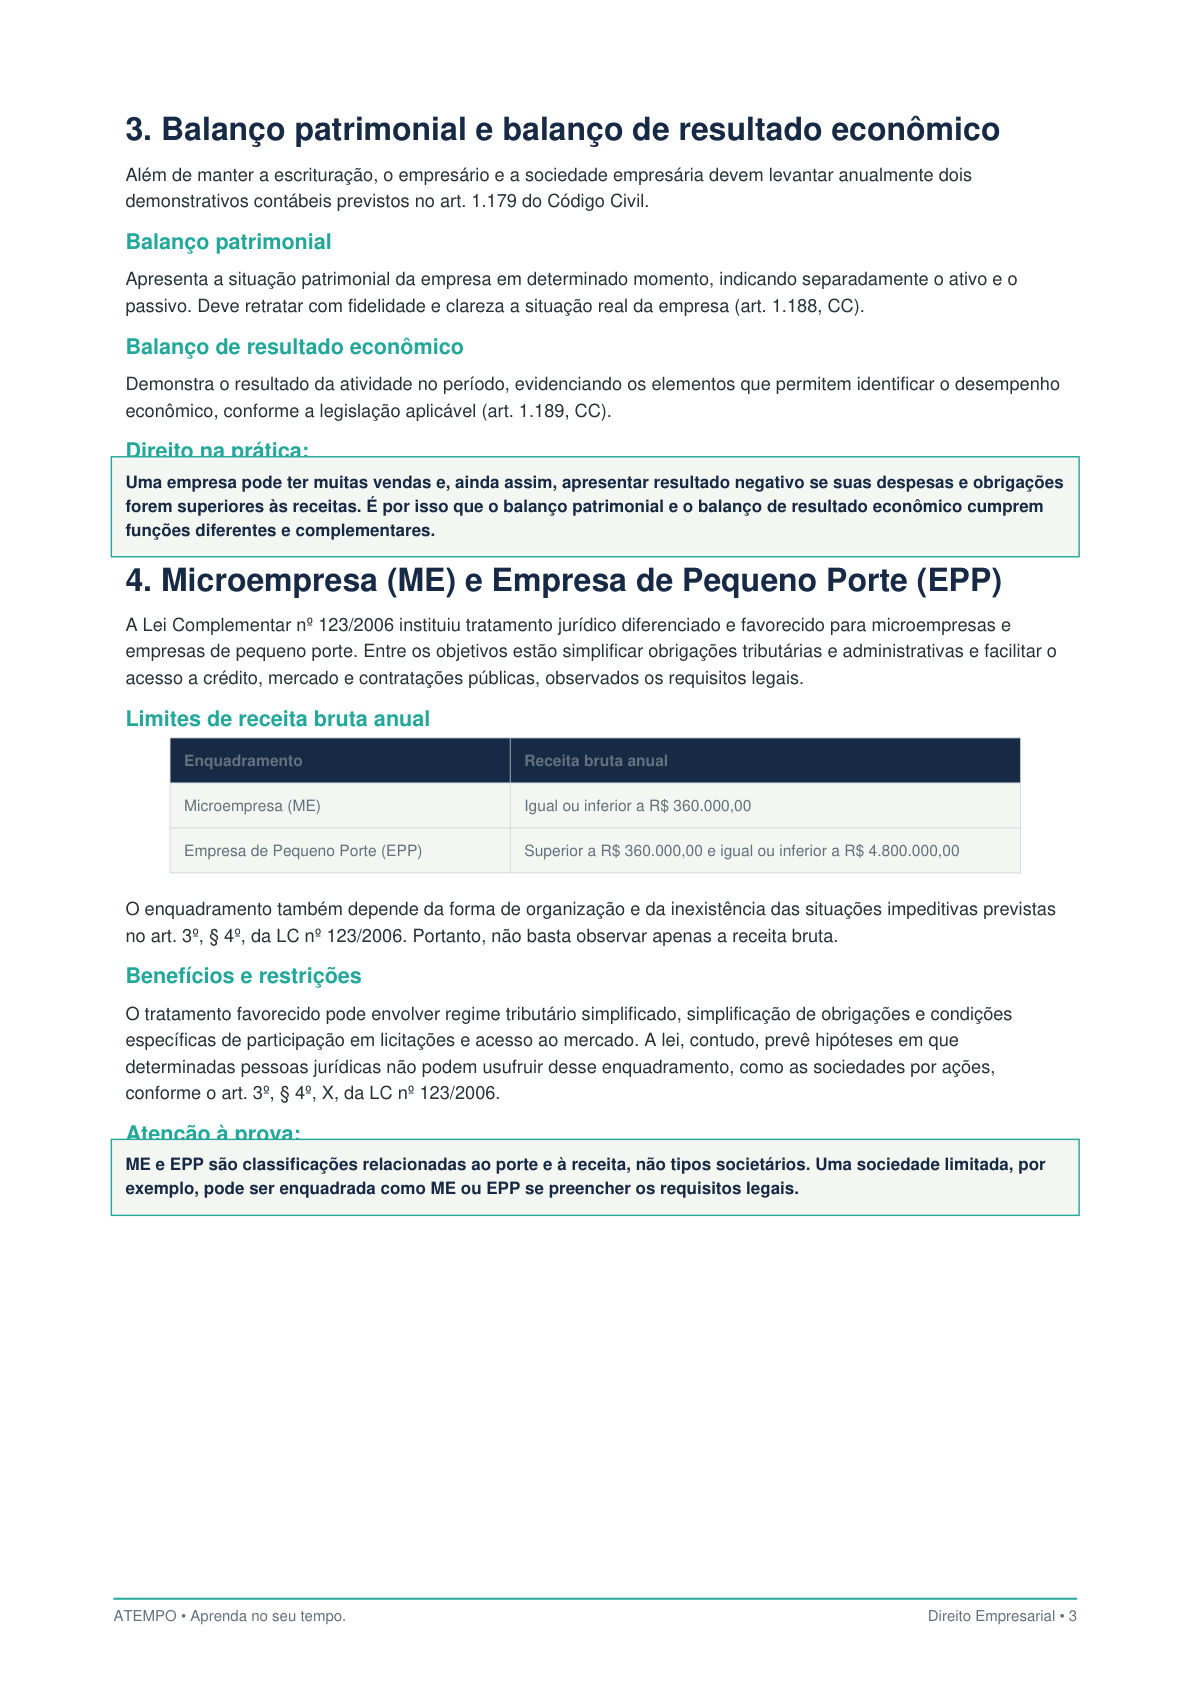 3. Balanço patrimonial e balanço de resultado econômico
Além de manter a escrituração, o empresário e a sociedade empresária devem levantar anualmente dois
demonstrativos contábeis previstos no art. 1.179 do Código Civil.
Balanço patrimonial
Apresenta a situação patrimonial da empresa em determinado momento, indicando separadamente o ativo e o
passivo. Deve retratar com fidelidade e clareza a situação real da empresa (art. 1.188, CC).
Balanço de resultado econômico
Demonstra o resultado da atividade no período, evidenciando os elementos que permitem identificar o desempenho
econômico, conforme a legislação aplicável (art. 1.189, CC).
Direito na prática:
Uma empresa pode ter muitas vendas e, ainda assim, apresentar resultado negativo se suas despesas e obrigações
forem superiores às receitas. É por isso que o balanço patrimonial e o balanço de resultado econômico cumprem
funções diferentes e complementares.
4. Microempresa (ME) e Empresa de Pequeno Porte (EPP)
A Lei Complementar nº 123/2006 instituiu tratamento jurídico diferenciado e favorecido para microempresas e
empresas de pequeno porte. Entre os objetivos estão simplificar obrigações tributárias e administrativas e facilitar o
acesso a crédito, mercado e contratações públicas, observados os requisitos legais.
Limites de receita bruta anual
Enquadramento Receita bruta anual
Microempresa (ME) Igual ou inferior a R$ 360.000,00
Empresa de Pequeno Porte (EPP) Superior a R$ 360.000,00 e igual ou inferior a R$ 4.800.000,00
O enquadramento também depende da forma de organização e da inexistência das situações impeditivas previstas
no art. 3º, § 4º, da LC nº 123/2006. Portanto, não basta observar apenas a receita bruta.
Benefícios e restrições
O tratamento favorecido pode envolver regime tributário simplificado, simplificação de obrigações e condições
específicas de participação em licitações e acesso ao mercado. A lei, contudo, prevê hipóteses em que
determinadas pessoas jurídicas não podem usufruir desse enquadramento, como as sociedades por ações,
conforme o art. 3º, § 4º, X, da LC nº 123/2006.
Atenção à prova:
ME e EPP são classificações relacionadas ao porte e à receita, não tipos societários. Uma sociedade limitada, por
exemplo, pode ser enquadrada como ME ou EPP se preencher os requisitos legais.
ATEMPO • Aprenda no seu tempo. Direito Empresarial • 3